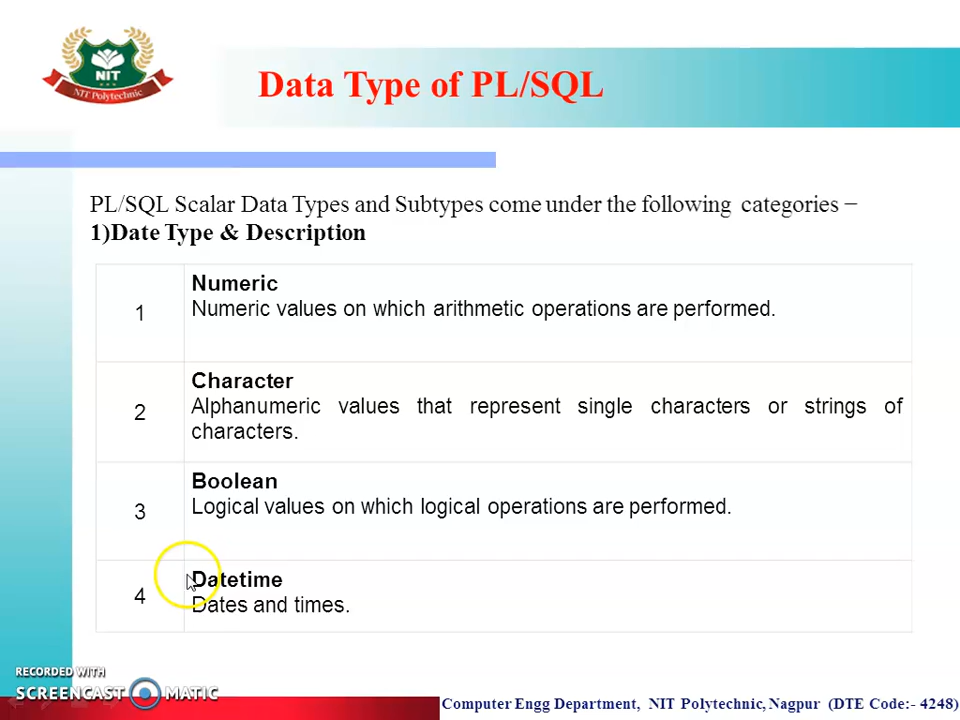 NIT
NIT Polytechnic
Data Type of PL/SQL
PL/SQL Scalar Data Types and Subtypes come under the following categories −
1)Date Type & Description
1
Numeric
Numeric values on which arithmetic operations are performed.
2
Character
Alphanumeric values that represent single characters or strings of
characters.
3
Boolean
Logical values on which logical operations are performed.
4
Datetime
Dates and times.
RECORDED WITH
SCREENCAST MATIC
Computer Engg Department, NIT Polytechnic, Nagpur (DTE Code:- 4248)